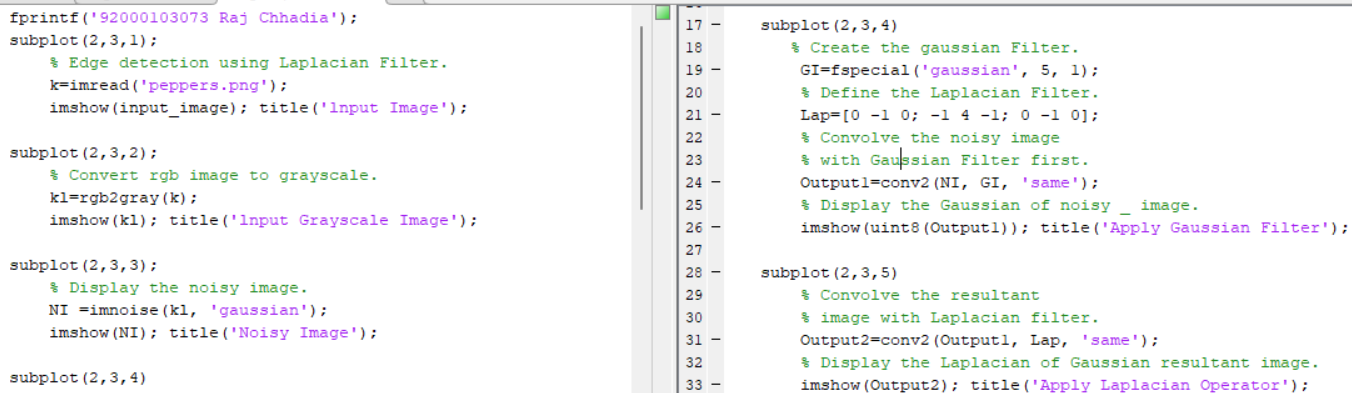 fprintf('92000103073 Raj Chhadia');
subplot(2,3,1);
% Edge detection using Laplacian Filter.
k=imread('peppers.png');
imshow(input_image); title('lnput Image');
subplot(2,3,2);
% Convert rgb image to grayscale.
k1=rgb2gray(k);
imshow(k1); title('lnput Grayscale Image');
subplot(2,3,3);
% Display the noisy image.
NI =imnoise(k1, 'gaussian');
imshow(NI); title('Noisy Image');
subplot(2,3,4)
17 – subplot(2,3,4)
18 % Create the gaussian Filter.
19 – GI=fspecial('gaussian', 5, 1);
20 % Define the Laplacian Filter.
21 – Lap=[0 -1 0; -1 4 -1; 0 -1 0];
22 % Convolve the noisy image
23 % with Gaussian Filter first.
24 – Output1=conv2(NI, GI, 'same');
25 % Display the Gaussian of noisy _ image.
26 – imshow(uint8(Output1)); title('Apply Gaussian Filter');
27
28 – subplot(2,3,5)
29 % Convolve the resultant
30 % image with Laplacian filter.
31 – Output2=conv2(Output1, Lap, 'same');
32 % Display the Laplacian of Gaussian resultant image.
33 – imshow(Output2); title('Apply Laplacian Operator');